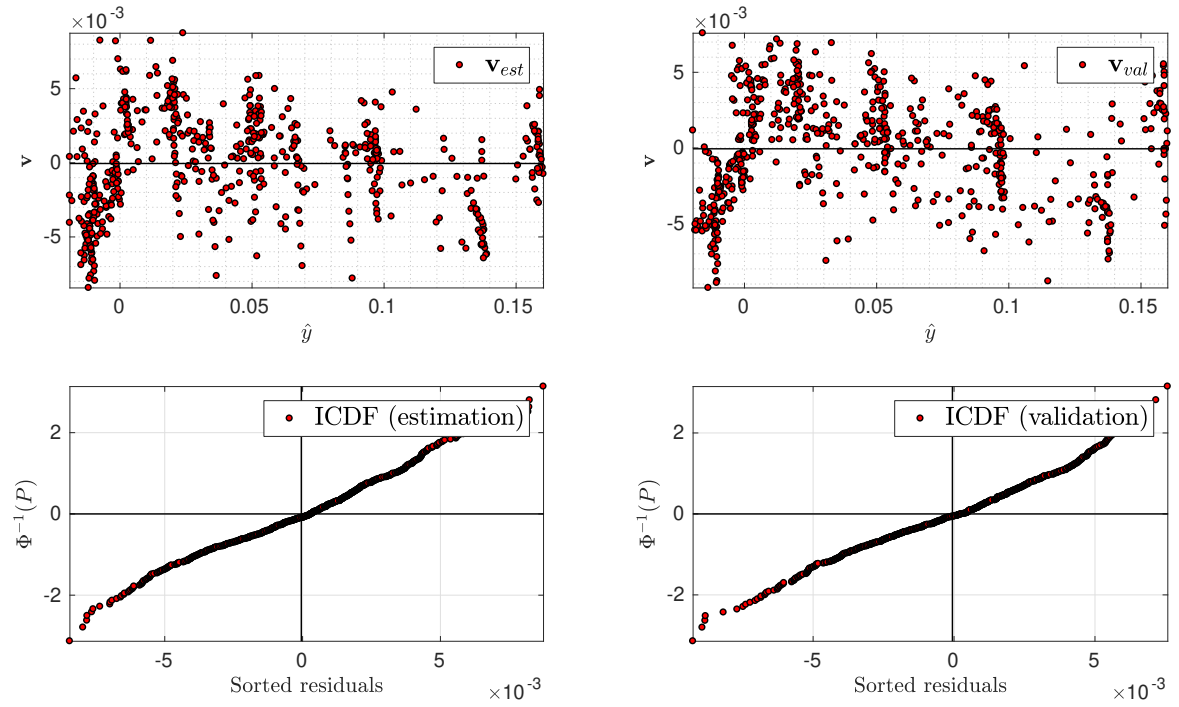 ×10⁻³
5
0
-5
v
v_est
0 0.05 0.1 0.15
ŷ
×10⁻³
5
0
-5
v
v_val
0 0.05 0.1 0.15
ŷ
2
0
-2
Φ⁻¹(P)
ICDF (estimation)
-5 0 5
Sorted residuals
×10⁻³
2
0
-2
Φ⁻¹(P)
ICDF (validation)
-5 0 5
Sorted residuals
×10⁻³